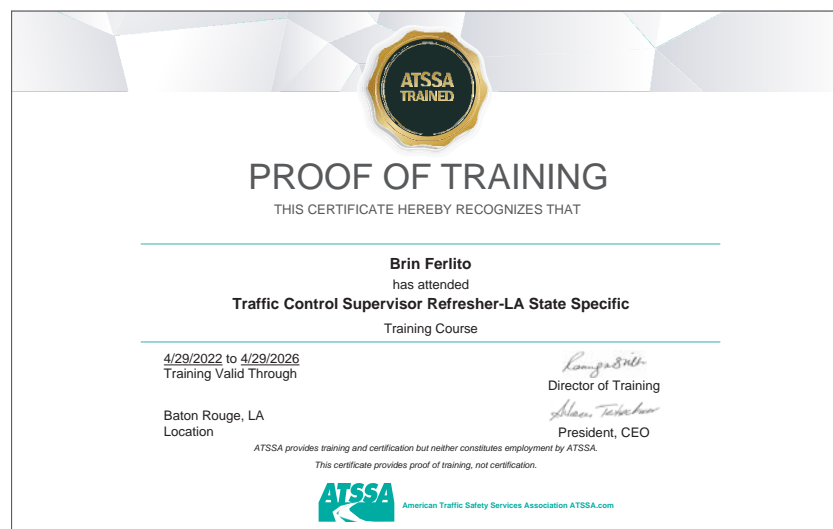 ATSSA
TRAINED
PROOF OF TRAINING
THIS CERTIFICATE HEREBY RECOGNIZES THAT
Brin Ferlito
has attended
Traffic Control Supervisor Refresher-LA State Specific
Training Course
4/29/2022 to 4/29/2026
Training Valid Through
Director of Training
Baton Rouge, LA
Location
President, CEO
ATSSA provides training and certification but neither constitutes employment by ATSSA.
This certificate provides proof of training, not certification.
ATSSA
American Traffic Safety Services Association ATSSA.com